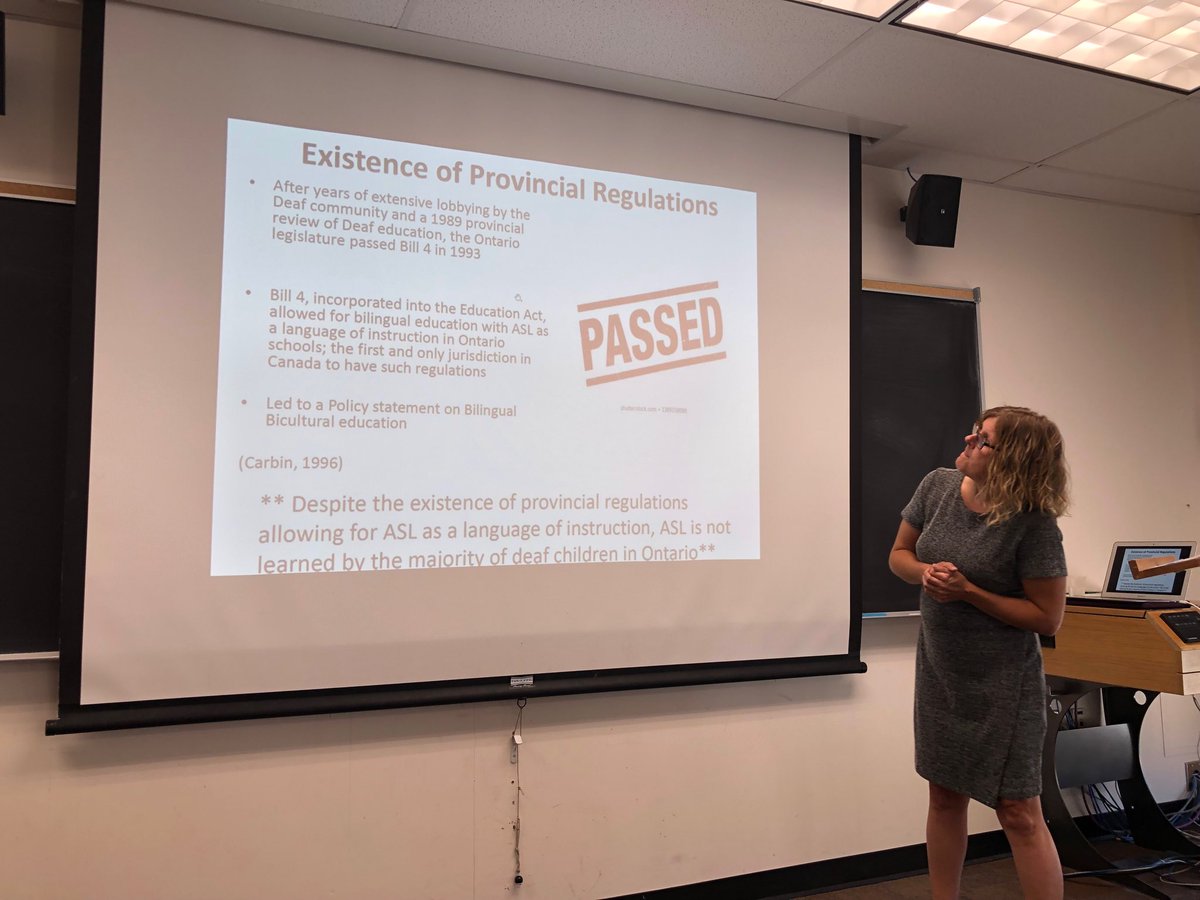 Existence of Provincial Regulations
• After years of extensive lobbying by the
Deaf community and a 1989 provincial
review of Deaf education, the Ontario
legislature passed Bill 4 in 1993
• Bill 4, incorporated into the Education Act,
allowed for bilingual education with ASL as
a language of instruction in Ontario
schools; the first and only jurisdiction in
Canada to have such regulations
PASSED
• Led to a Policy statement on Bilingual
Bicultural education
(Carbin, 1996)
** Despite the existence of provincial regulations
allowing for ASL as a language of instruction, ASL is not
learned by the majority of deaf children in Ontario**
Existence of Provincial Regulations